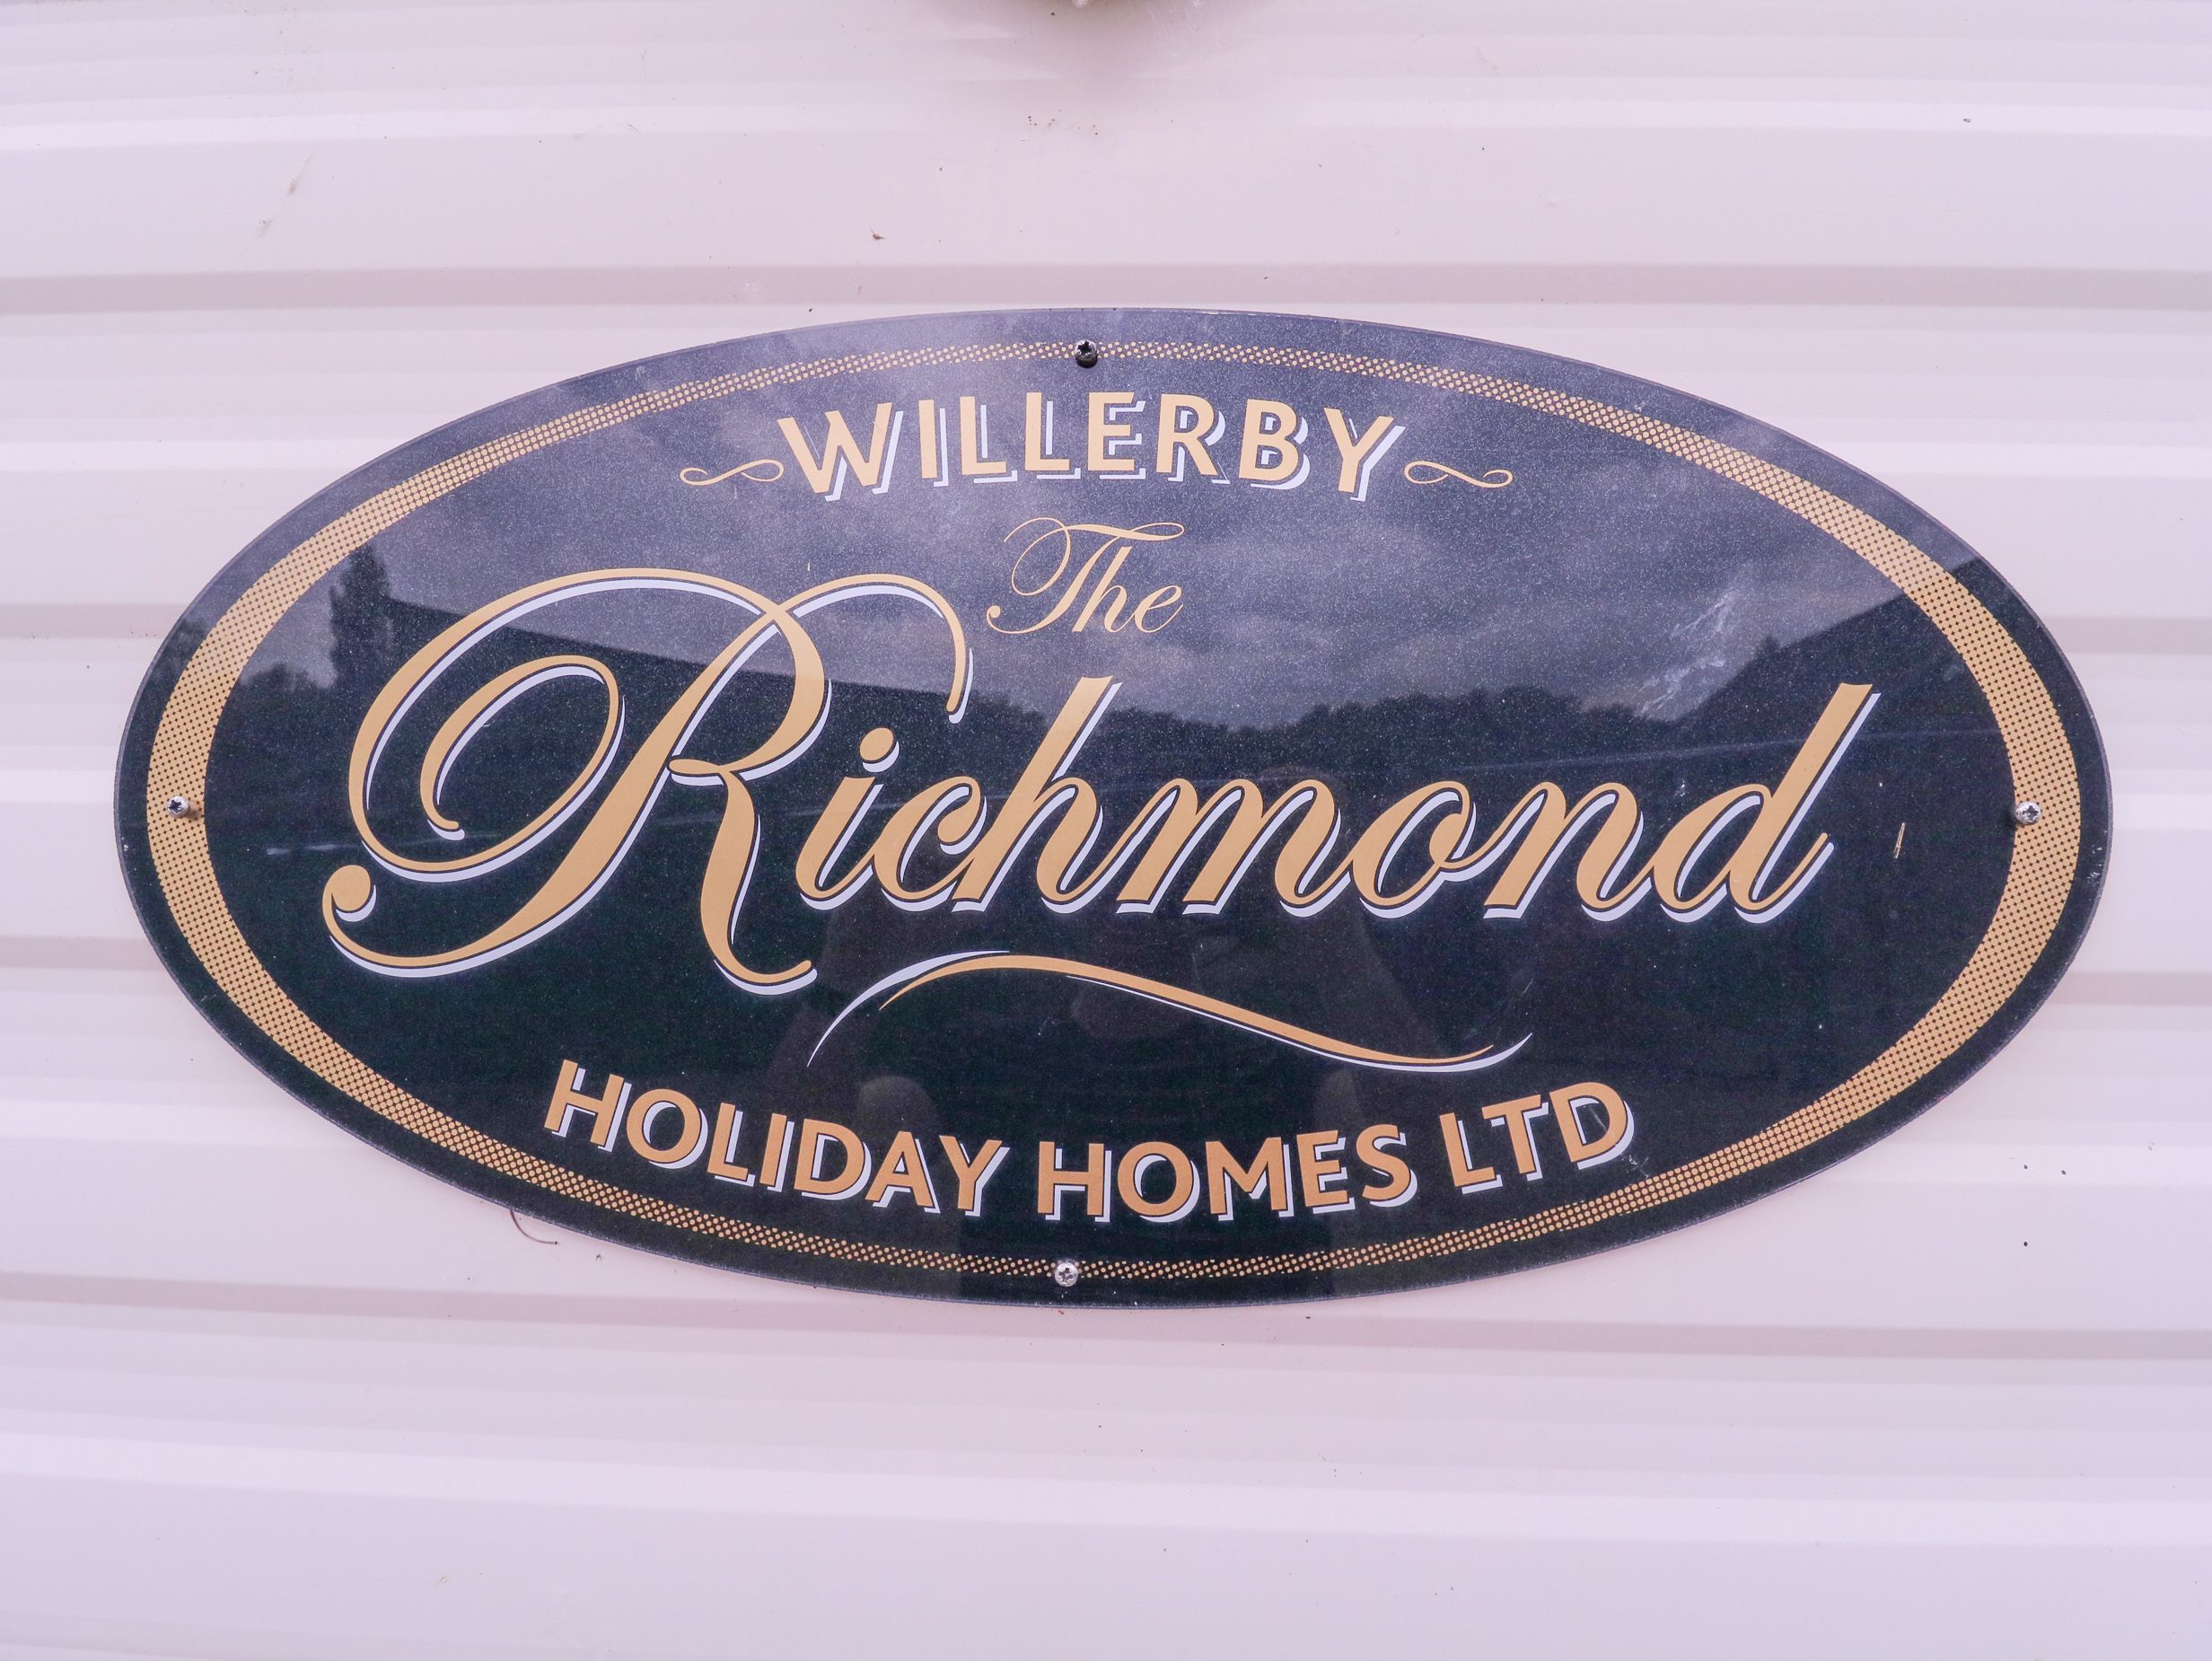 WILLERBY
The
Richmond
HOLIDAY HOMES LTD